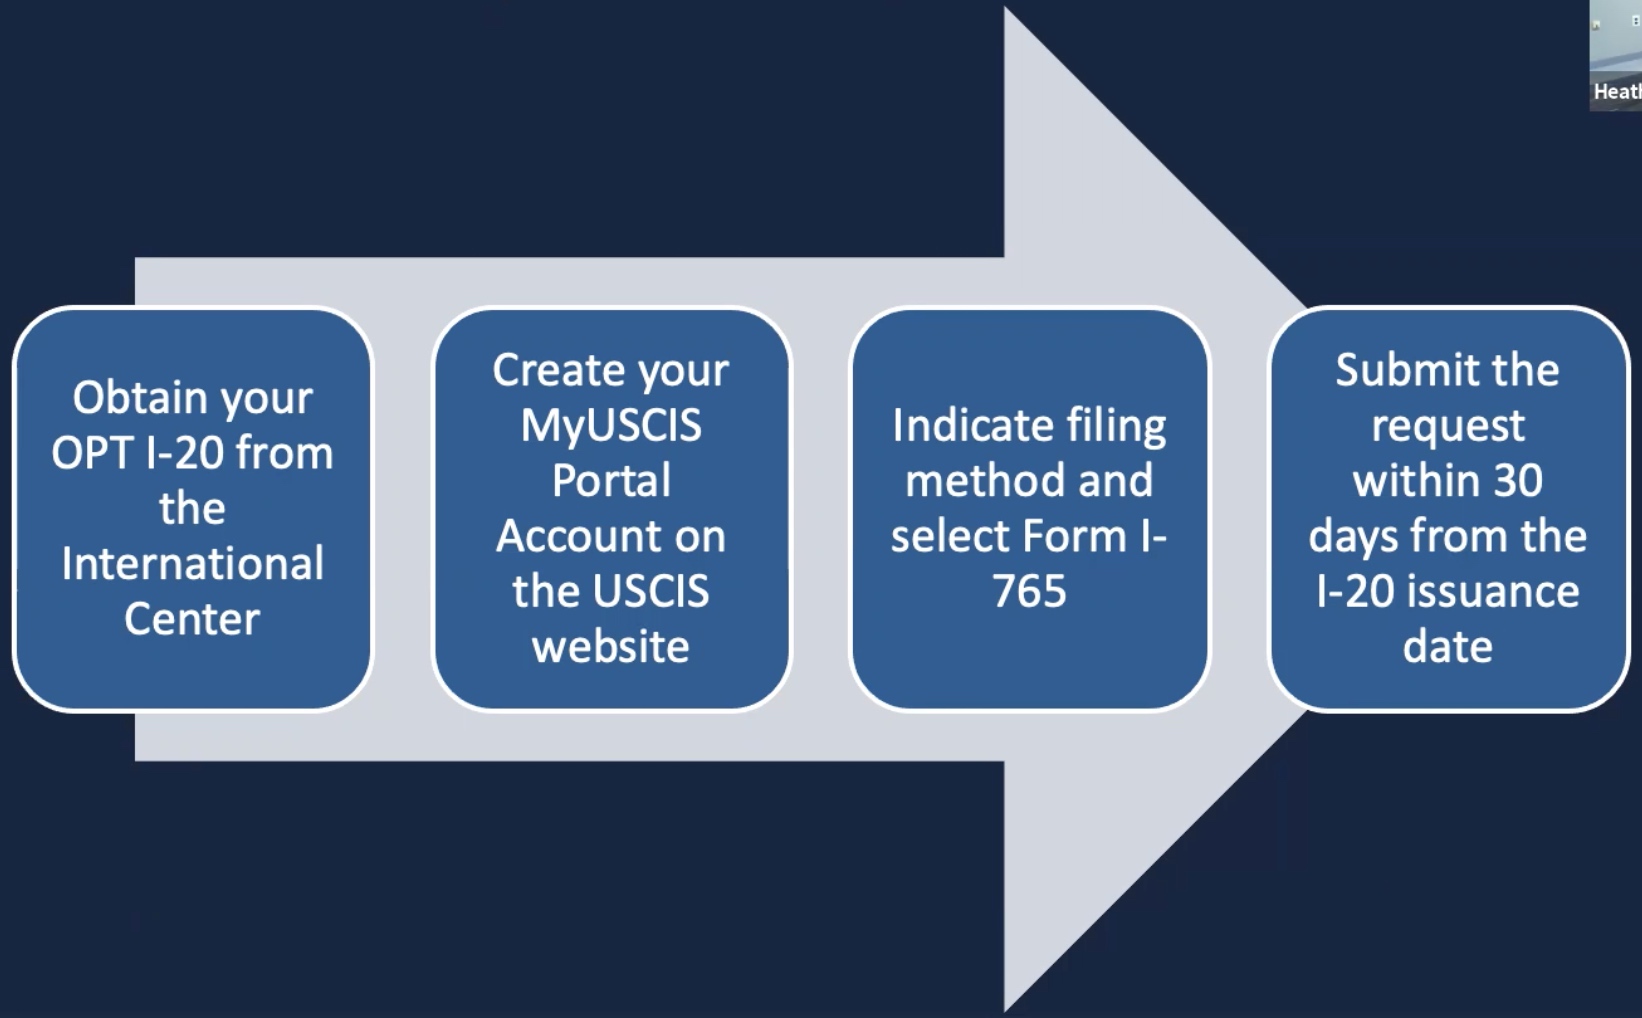 Heath
Obtain your
OPT I-20 from
the
International
Center
Create your
MyUSCIS
Portal
Account on
the USCIS
website
Indicate filing
method and
select Form I-
765
Submit the
request
within 30
days from the
I-20 issuance
date